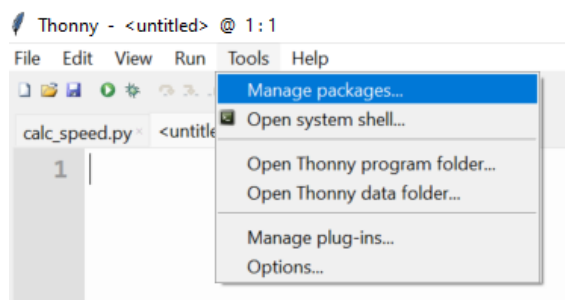 Thonny - <untitled> @ 1:1
File Edit View Run Tools Help
Manage packages...
Open system shell...
calc_speed.py × <untitle
1
Open Thonny program folder...
Open Thonny data folder...
Manage plug-ins...
Options...